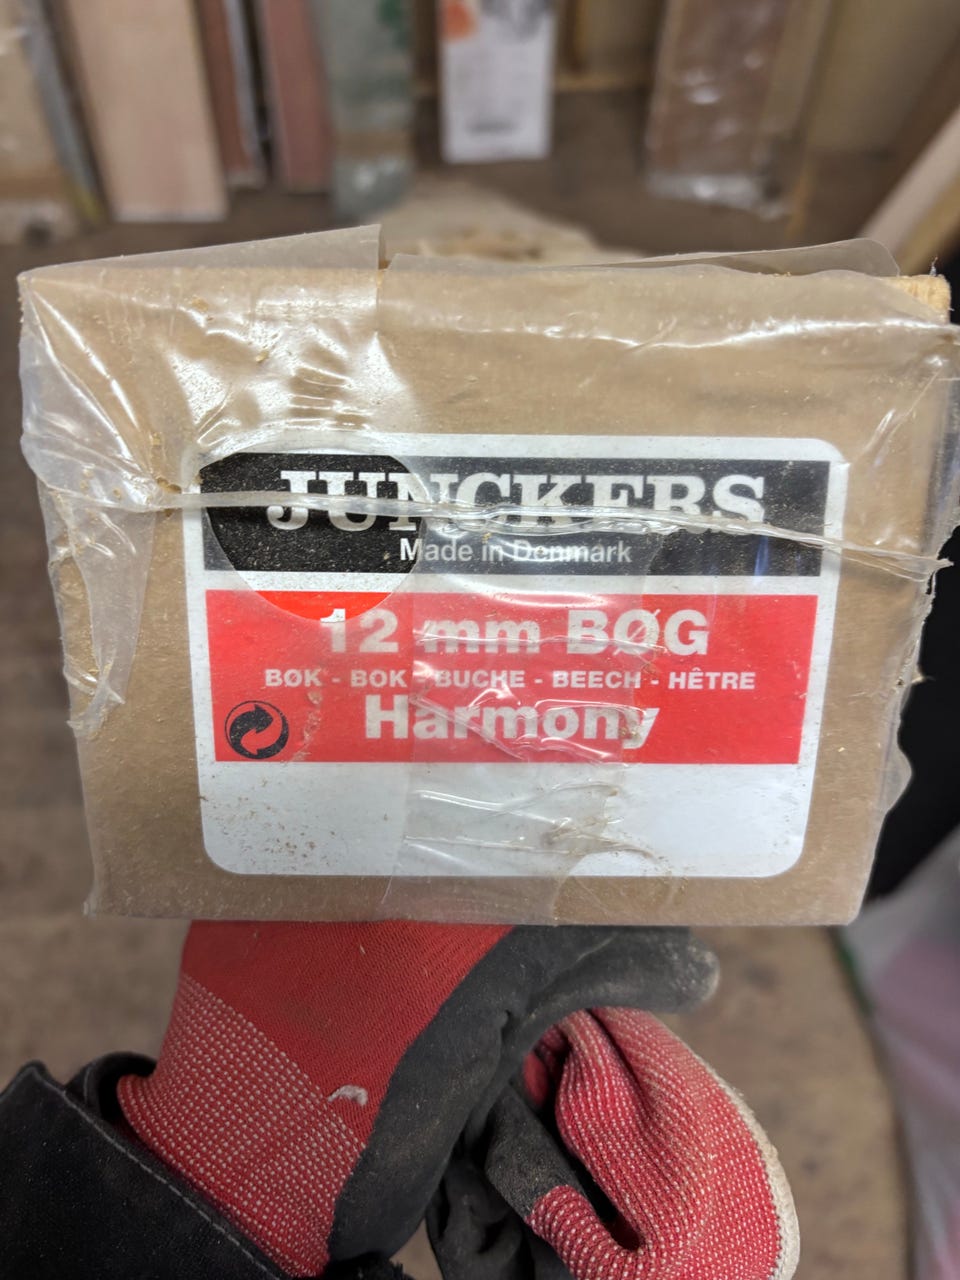 JUNCKERS
Made in Denmark
12 mm BØG
BØK - BOK - BUCHE - BEECH - HÊTRE
Harmony